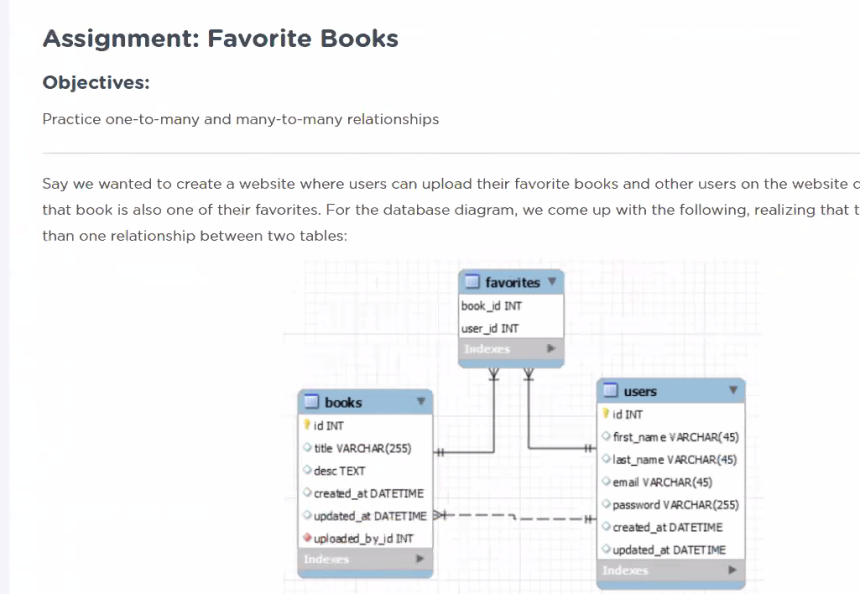 Assignment: Favorite Books
Objectives:
Practice one-to-many and many-to-many relationships
Say we wanted to create a website where users can upload their favorite books and other users on the website
that book is also one of their favorites. For the database diagram, we come up with the following, realizing that
than one relationship between two tables:
favorites
book_id INT
user_id INT
Indexes
books
id INT
title VARCHAR(255)
desc TEXT
created_at DATETIME
updated_at DATETIME
uploaded_by_id INT
Indexes
users
id INT
first_name VARCHAR(45)
last_name VARCHAR(45)
email VARCHAR(45)
password VARCHAR(255)
created_at DATETIME
updated_at DATETIME
Indexes